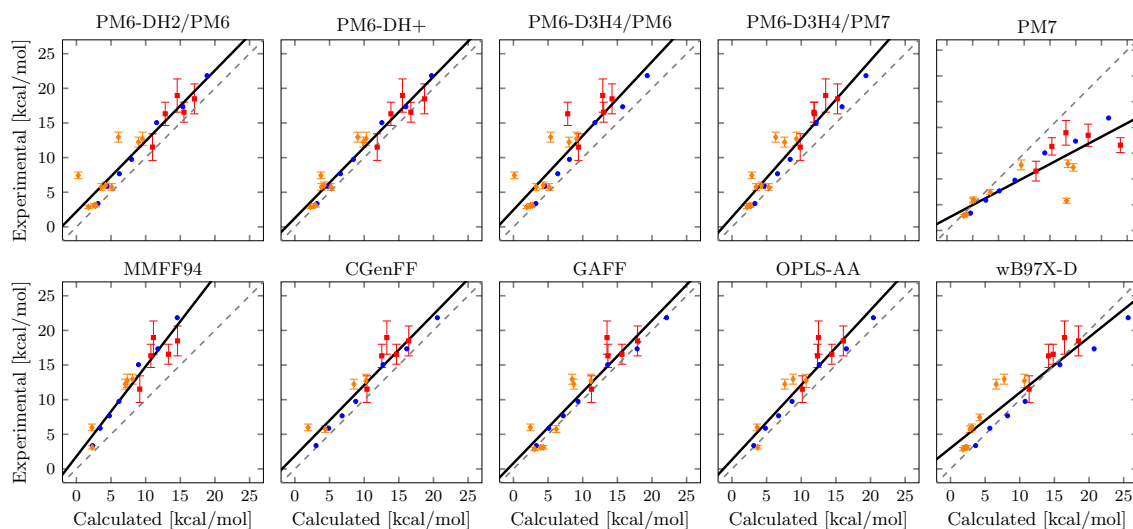 PM6-DH2/PM6 PM6-DH+ PM6-D3H4/PM6 PM6-D3H4/PM7 PM7
Experimental [kcal/mol]
25
20
15
10
5
0
MMFF94 CGenFF GAFF OPLS-AA wB97X-D
Experimental [kcal/mol]
25
20
15
10
5
0
0 5 10 15 20 25 0 5 10 15 20 25 0 5 10 15 20 25 0 5 10 15 20 25 0 5 10 15 20 25
Calculated [kcal/mol] Calculated [kcal/mol] Calculated [kcal/mol] Calculated [kcal/mol] Calculated [kcal/mol]